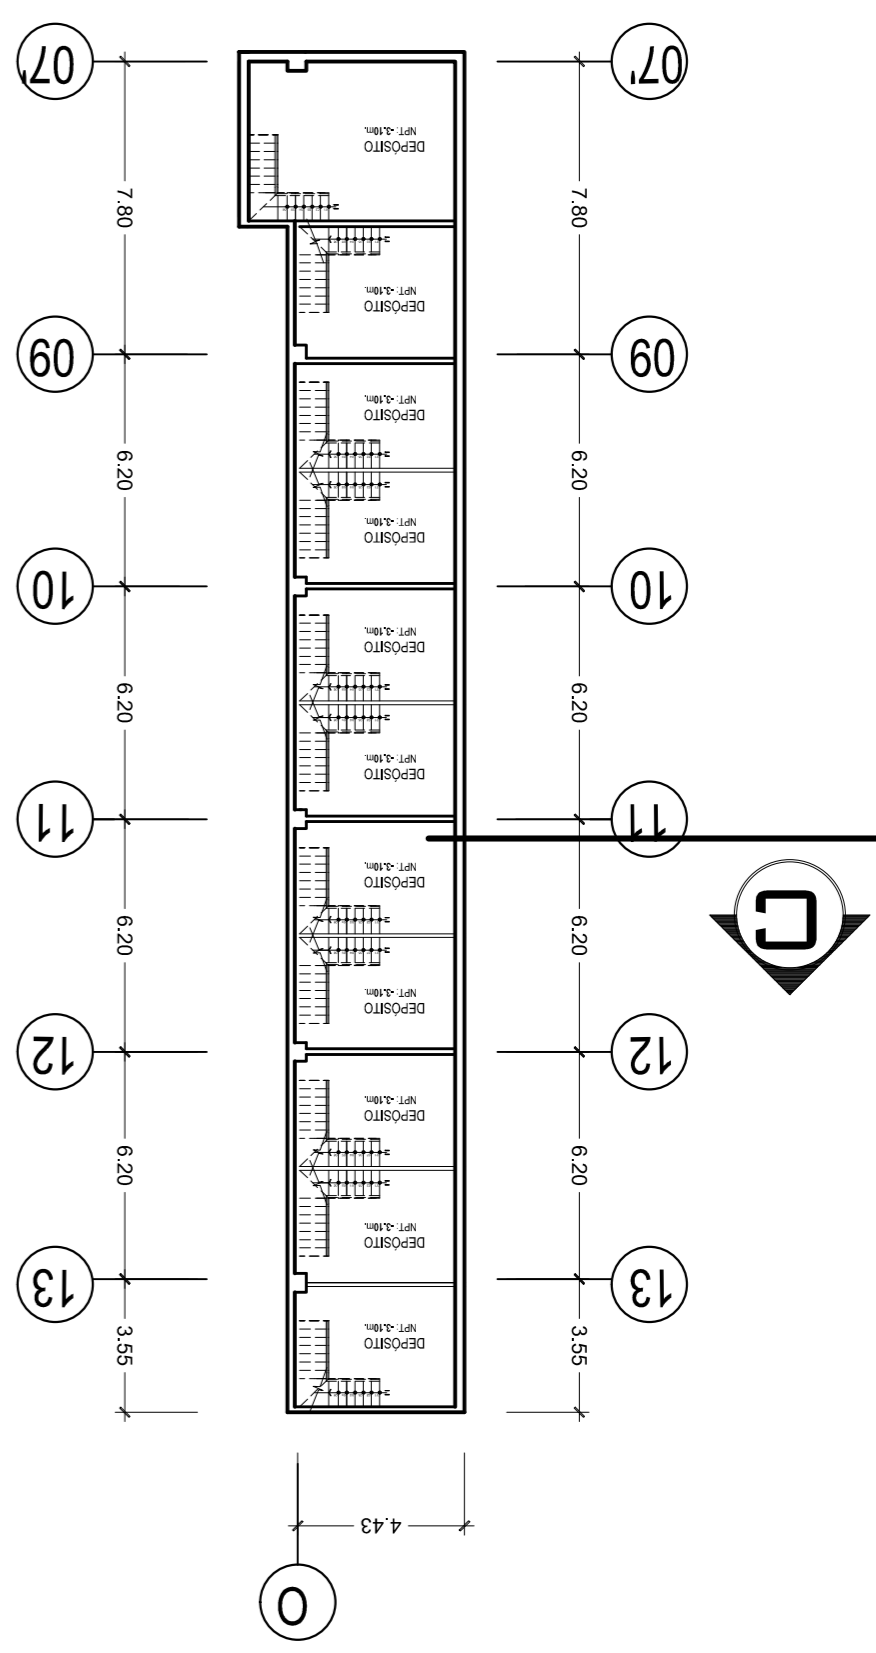 07'
07'
DEPÓSITO
NPT: -3.10m.
7.80
7.80
DEPÓSITO
NPT: -3.10m.
09
09
DEPÓSITO
NPT: -3.10m.
6.20
6.20
DEPÓSITO
NPT: -3.10m.
10
10
DEPÓSITO
NPT: -3.10m.
6.20
6.20
DEPÓSITO
NPT: -3.10m.
11
11
DEPÓSITO
NPT: -3.10m.
C
6.20
6.20
DEPÓSITO
NPT: -3.10m.
12
12
DEPÓSITO
NPT: -3.10m.
6.20
6.20
DEPÓSITO
NPT: -3.10m.
13
13
DEPÓSITO
NPT: -3.10m.
3.55
3.55
4.43
O